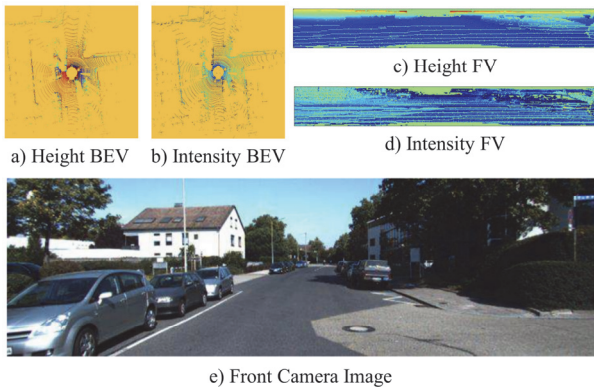 a) Height BEV
b) Intensity BEV
c) Height FV
d) Intensity FV
e) Front Camera Image